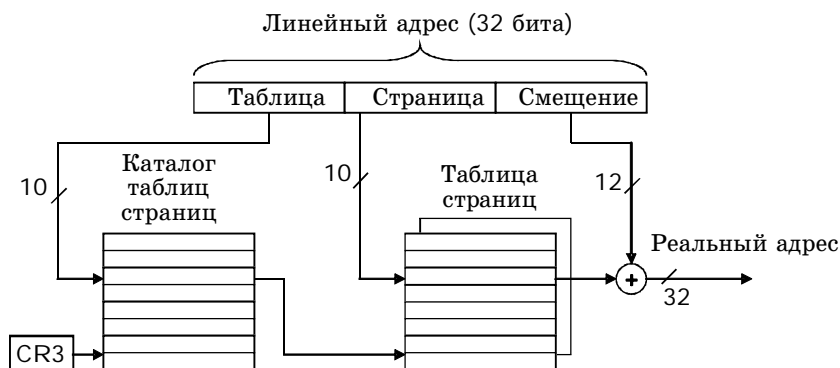 Линейный адрес (32 бита)
Таблица
Страница
Смещение
10
Каталог
таблиц
страниц
10
Таблица
страниц
12
Реальный адрес
+
32
CR3